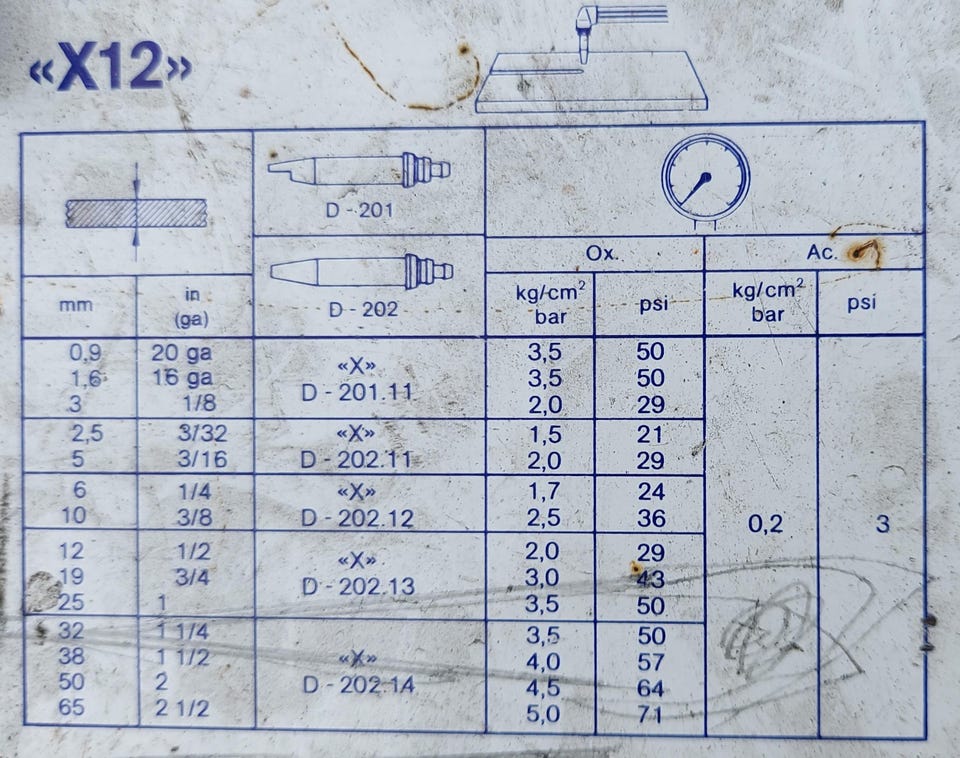 «X12»
D - 201
Ox. Ac.
D - 202
mm in (ga) kg/cm² bar psi kg/cm² bar psi
0,9 20 ga «X» D - 201.11 3,5 50
1,6 16 ga 3,5 50
3 1/8 2,0 29
2,5 3/32 «X» D - 202.11 1,5 21
5 3/16 2,0 29
6 1/4 «X» D - 202.12 1,7 24
10 3/8 2,5 36
0,2 3
12 1/2 «X» D - 202.13 2,0 29
19 3/4 3,0 43
25 1 3,5 50
32 1 1/4 «X» D - 202.14 3,5 50
38 1 1/2 4,0 57
50 2 4,5 64
65 2 1/2 5,0 71